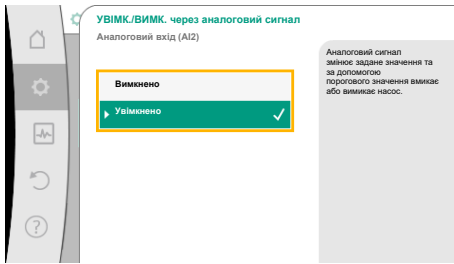 УВІМК./ВИМК. через аналоговий сигнал
Аналоговий вхід (AI2)
Вимкнено
Увімкнено
Аналоговий сигнал
змінює задане значення та
за допомогою
порогового значення вмикає
або вимикає насос.
?